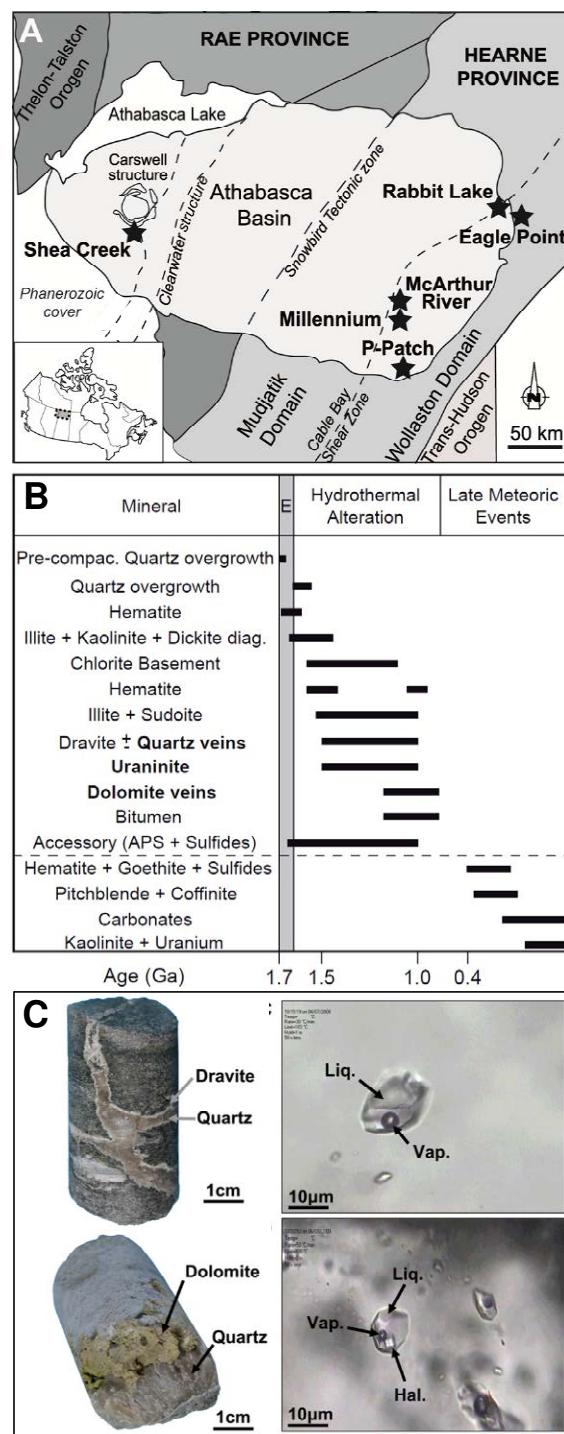 A
RAE PROVINCE
HEARNE
PROVINCE
Thelon-Talston
Orogen
Athabasca Lake
Carswell
structure
Shea Creek
Clearwater structure
Athabasca
Basin
Snowbird Tectonic zone
Rabbit Lake
Eagle Point
McArthur
River
Millennium
P-Patch
Phanerozoic
cover
Mudjatik
Domain
Cable Bay
Shear Zone
Wollaston Domain
Trans-Hudson
Orogen
N
50 km
B
Mineral
E
Hydrothermal
Alteration
Late Meteoric
Events
Pre-compac. Quartz overgrowth
Quartz overgrowth
Hematite
Illite + Kaolinite + Dickite diag.
Chlorite Basement
Hematite
Illite + Sudoite
Dravite ± Quartz veins
Uraninite
Dolomite veins
Bitumen
Accessory (APS + Sulfides)
Hematite + Goethite + Sulfides
Pitchblende + Coffinite
Carbonates
Kaolinite + Uranium
Age (Ga)
1.7
1.5
1.0
0.4
C
Dravite
Quartz
1cm
Liq.
Vap.
10µm
Dolomite
Quartz
1cm
Liq.
Vap.
Hal.
10µm